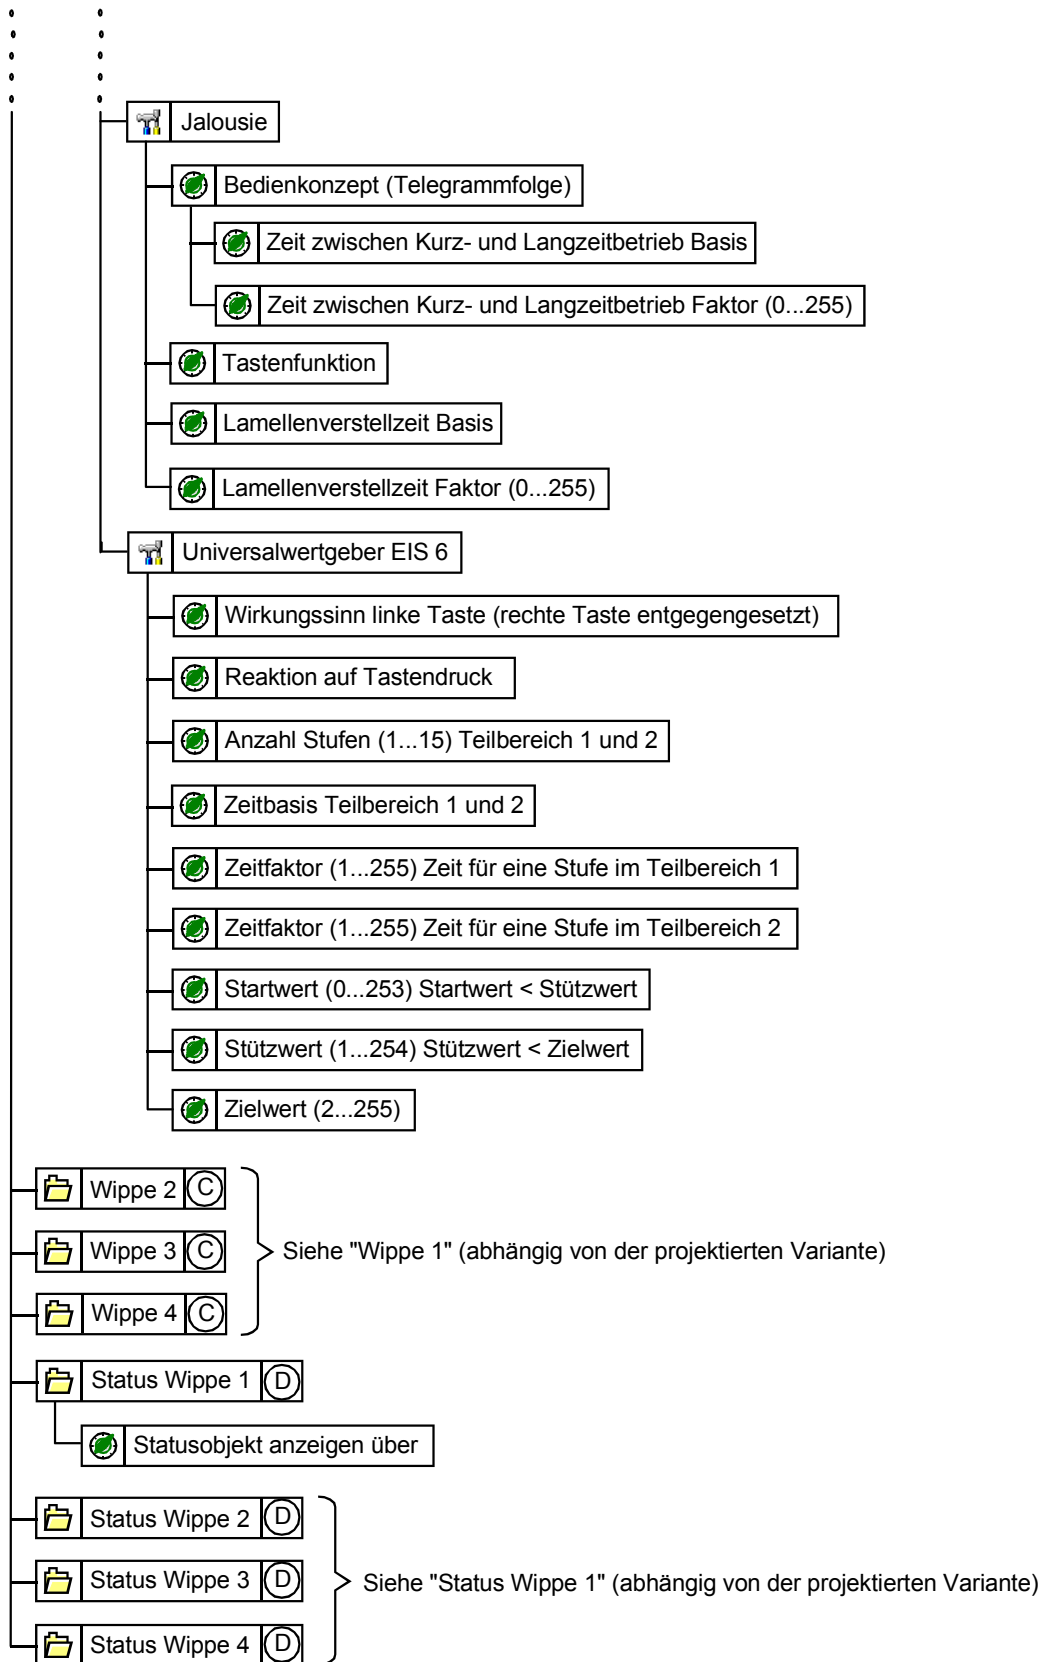 Jalousie
Bedienkonzept (Telegrammfolge)
Zeit zwischen Kurz- und Langzeitbetrieb Basis
Zeit zwischen Kurz- und Langzeitbetrieb Faktor (0...255)
Tastenfunktion
Lamellenverstellzeit Basis
Lamellenverstellzeit Faktor (0...255)
Universalwertgeber EIS 6
Wirkungssinn linke Taste (rechte Taste entgegengesetzt)
Reaktion auf Tastendruck
Anzahl Stufen (1...15) Teilbereich 1 und 2
Zeitbasis Teilbereich 1 und 2
Zeitfaktor (1...255) Zeit für eine Stufe im Teilbereich 1
Zeitfaktor (1...255) Zeit für eine Stufe im Teilbereich 2
Startwert (0...253) Startwert < Stützwert
Stützwert (1...254) Stützwert < Zielwert
Zielwert (2...255)
Wippe 2 C
Wippe 3 C
Siehe "Wippe 1" (abhängig von der projektierten Variante)
Wippe 4 C
Status Wippe 1 D
Statusobjekt anzeigen über
Status Wippe 2 D
Status Wippe 3 D
Siehe "Status Wippe 1" (abhängig von der projektierten Variante)
Status Wippe 4 D